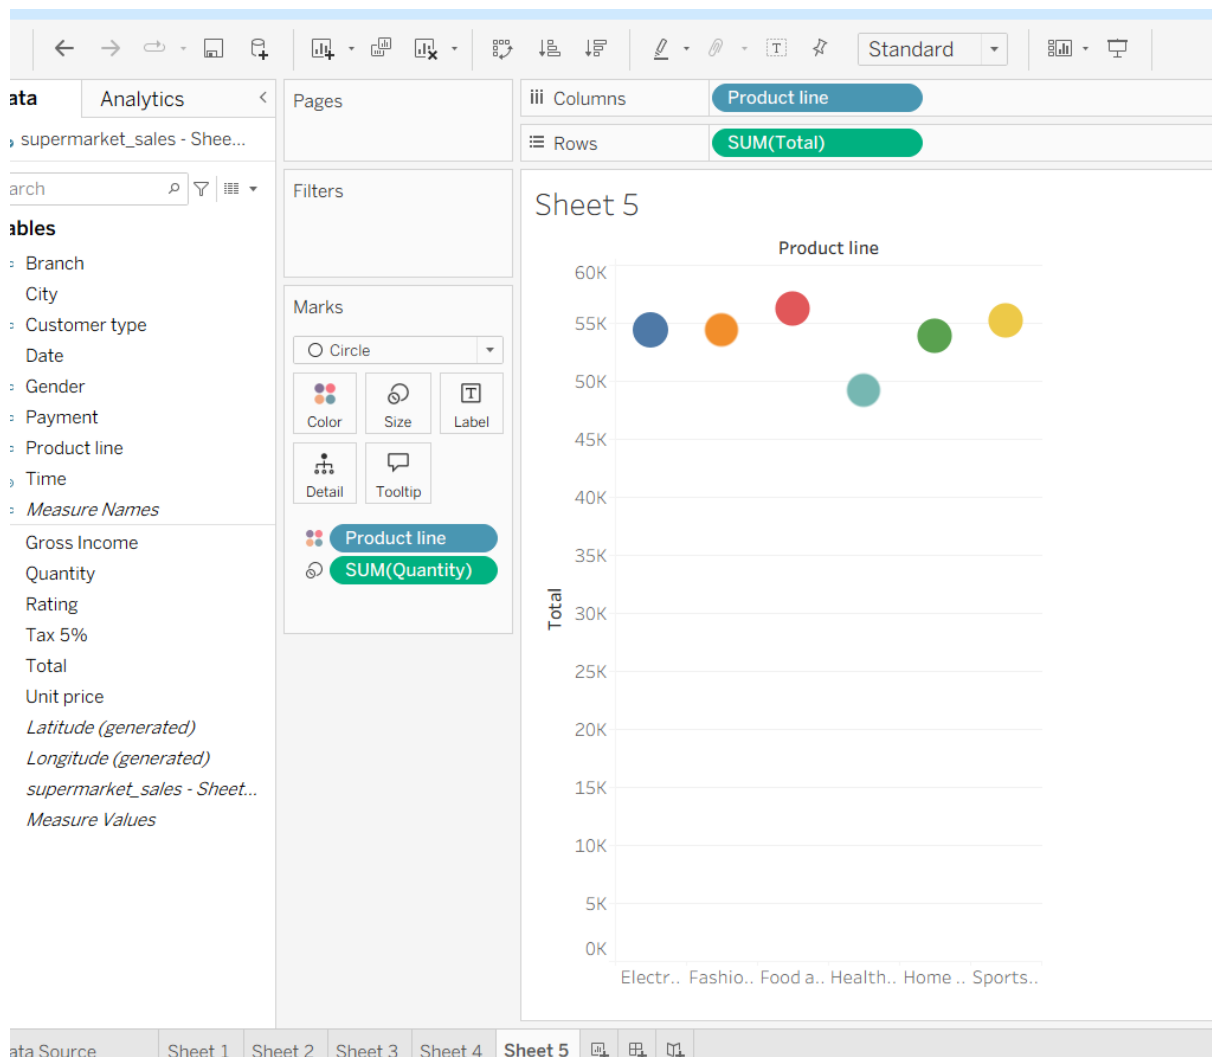 Standard
ata Analytics
supermarket_sales - Shee...
arch
ables
Branch
City
Customer type
Date
Gender
Payment
Product line
Time
Measure Names
Gross Income
Quantity
Rating
Tax 5%
Total
Unit price
Latitude (generated)
Longitude (generated)
supermarket_sales - Sheet...
Measure Values
Pages
Filters
Marks
Circle
Color Size Label
Detail Tooltip
Product line
SUM(Quantity)
Columns Product line
Rows SUM(Total)
Sheet 5
Product line
60K
55K
50K
45K
40K
35K
Total
30K
25K
20K
15K
10K
5K
0K
Electr.. Fashio.. Food a.. Health.. Home .. Sports..
ata Source Sheet 1 Sheet 2 Sheet 3 Sheet 4 Sheet 5